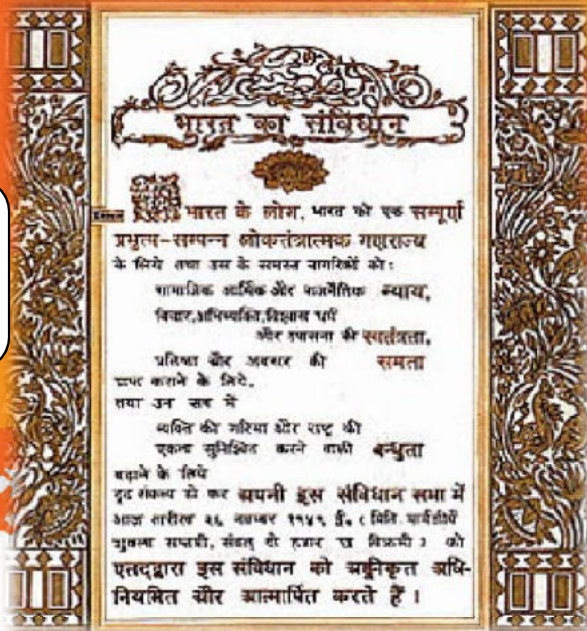 भारत का संविधान
भारत के लोग, भारत को एक सम्पूर्ण
प्रभुत्व-सम्पन्न लोकतंत्रात्मक गणराज्य
के लिये तथा उस के समस्त नागरिकों को:
सामाजिक आर्थिक और राजनैतिक न्याय,
विचार,अभिव्यक्ति,विश्वास धर्म
और उपासना की स्वतंत्रता,
प्रतिष्ठा और अवसर की समता
प्राप्त कराने के लिये,
तथा उन सब में
व्यक्ति की गरिमा और राष्ट्र की
एकता सुनिश्चित करने वाली बन्धुता
बढ़ाने के लिये
दृढ़ संकल्प हो कर अपनी इस संविधान सभा में
आज तारीख २६ नवम्बर १९४९ ई॰ ( मिति मार्गशीर्ष
शुक्ला सप्तमी, संवत् दो हजार छ विक्रमी ) को
एतद्द्वारा इस संविधान को अंगीकृत अधि-
नियमित और आत्मार्पित करते हैं ।